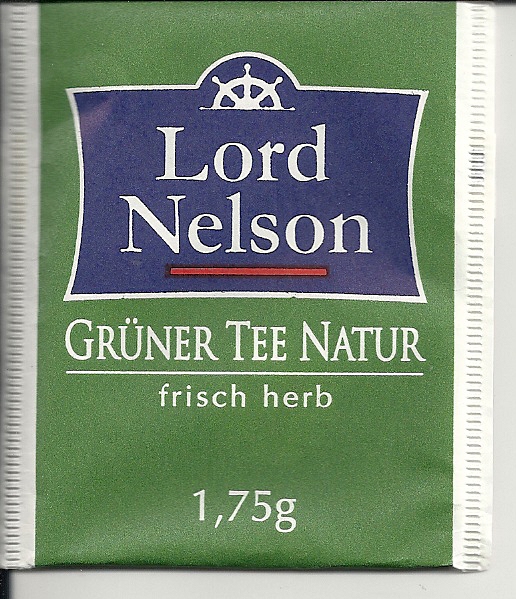 Lord
Nelson
GRÜNER TEE NATUR
frisch herb
1,75g